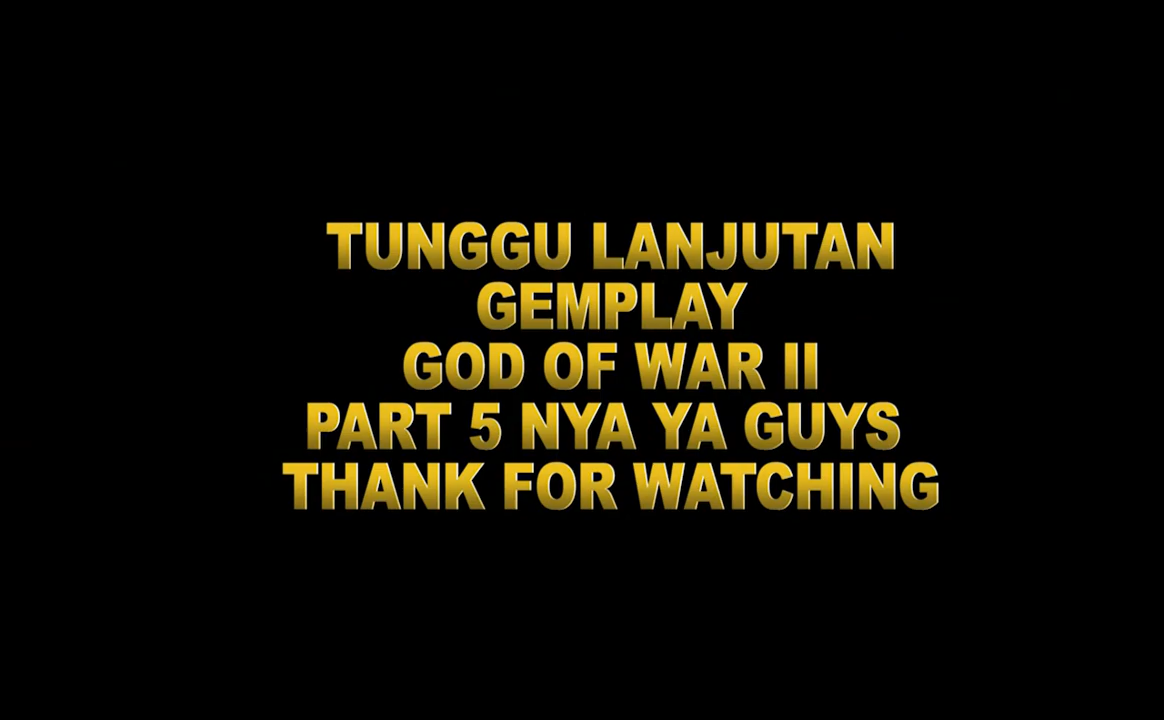 TUNGGU LANJUTAN
GEMPLAY
GOD OF WAR II
PART 5 NYA YA GUYS
THANK FOR WATCHING